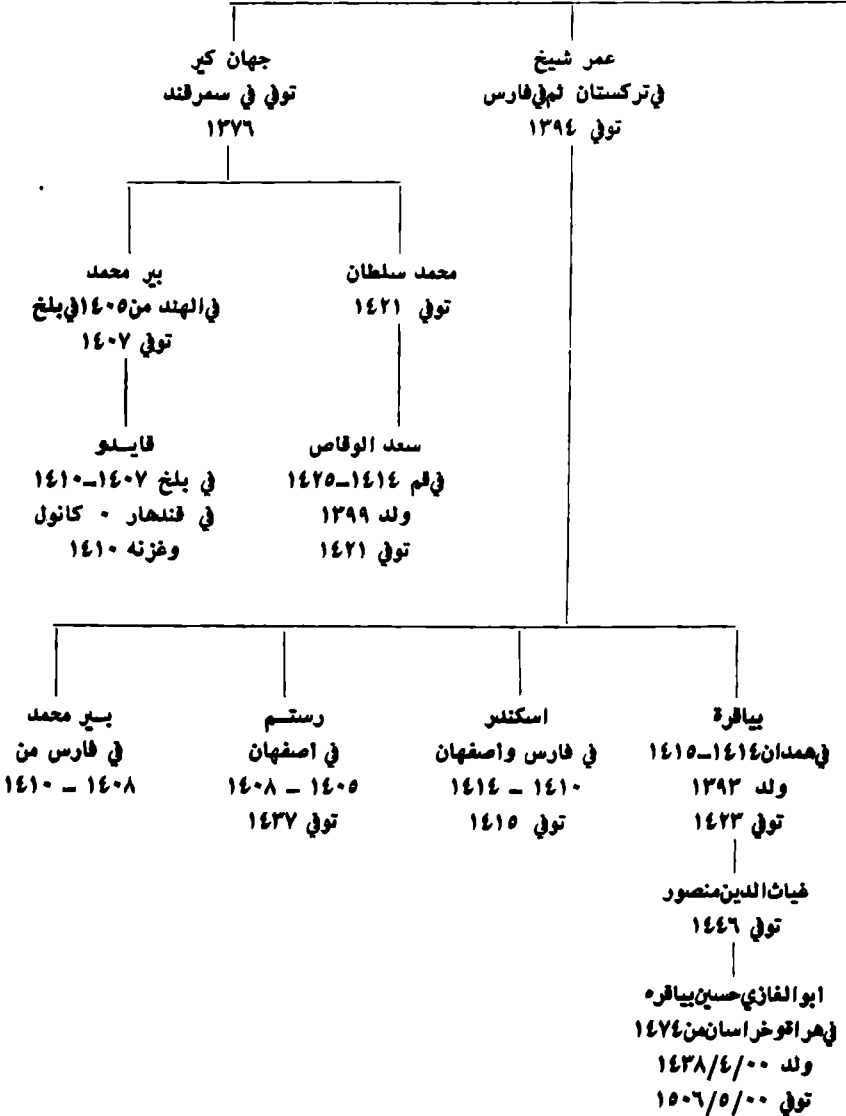 عمر شيخ
في تركستان ثم في فارس
توفي ١٣٩٤
جهان كير
توفي في سمرقند
١٣٧٦
محمد سلطان
توفي ١٤٢١
بير محمد
في الهند من ١٤٠٥ في بلخ
توفي ١٤٠٧
سعد الوقاص
في قم ١٤١٤-١٤٢٥
ولد ١٣٩٩
توفي ١٤٢١
قايدو
في بلخ ١٤٠٧-١٤١٠
في قندهار ٠ كانول
وغزنه ١٤١٠
بياقرة
في همدان ١٤١٤-١٤١٥
ولد ١٣٩٣
توفي ١٤٢٣
اسكندر
في فارس وأصفهان
١٤١٠ - ١٤١٤
توفي ١٤١٥
رستم
في أصفهان
١٤٠٥ - ١٤٠٨
توفي ١٤٣٧
بير محمد
في فارس من
١٤٠٨ - ١٤١٠
غياث الدين منصور
توفي ١٤٤٦
ابو الغازي حسين بياقره
في هراة وخراسان من ١٤٧٤
ولد ١٤٣٨/٤/٠٠
توفي ١٥٠٦/٥/٠٠